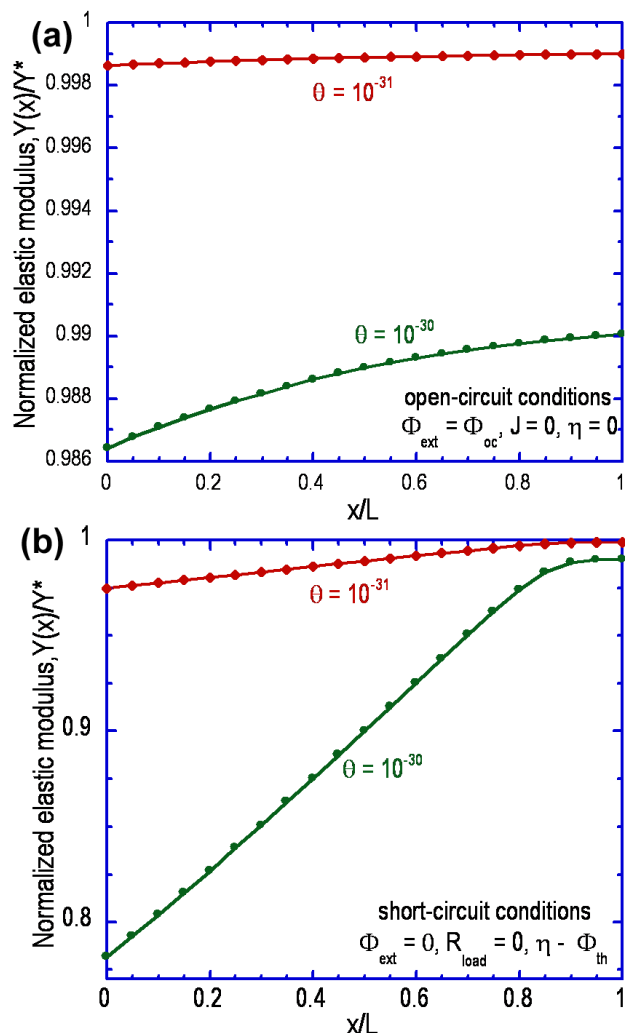 (a)
Normalized elastic modulus, Y(x)/Y*
1
0.998
0.996
0.994
0.992
0.99
0.988
0.986
θ = 10⁻³¹
θ = 10⁻³⁰
open-circuit conditions
Φext = Φoc, J = 0, η = 0
0 0.2 0.4 0.6 0.8 1
x/L
(b)
Normalized elastic modulus, Y(x)/Y*
1
0.9
0.8
θ = 10⁻³¹
θ = 10⁻³⁰
short-circuit conditions
Φext = 0, Rload = 0, η - Φth
0 0.2 0.4 0.6 0.8 1
x/L